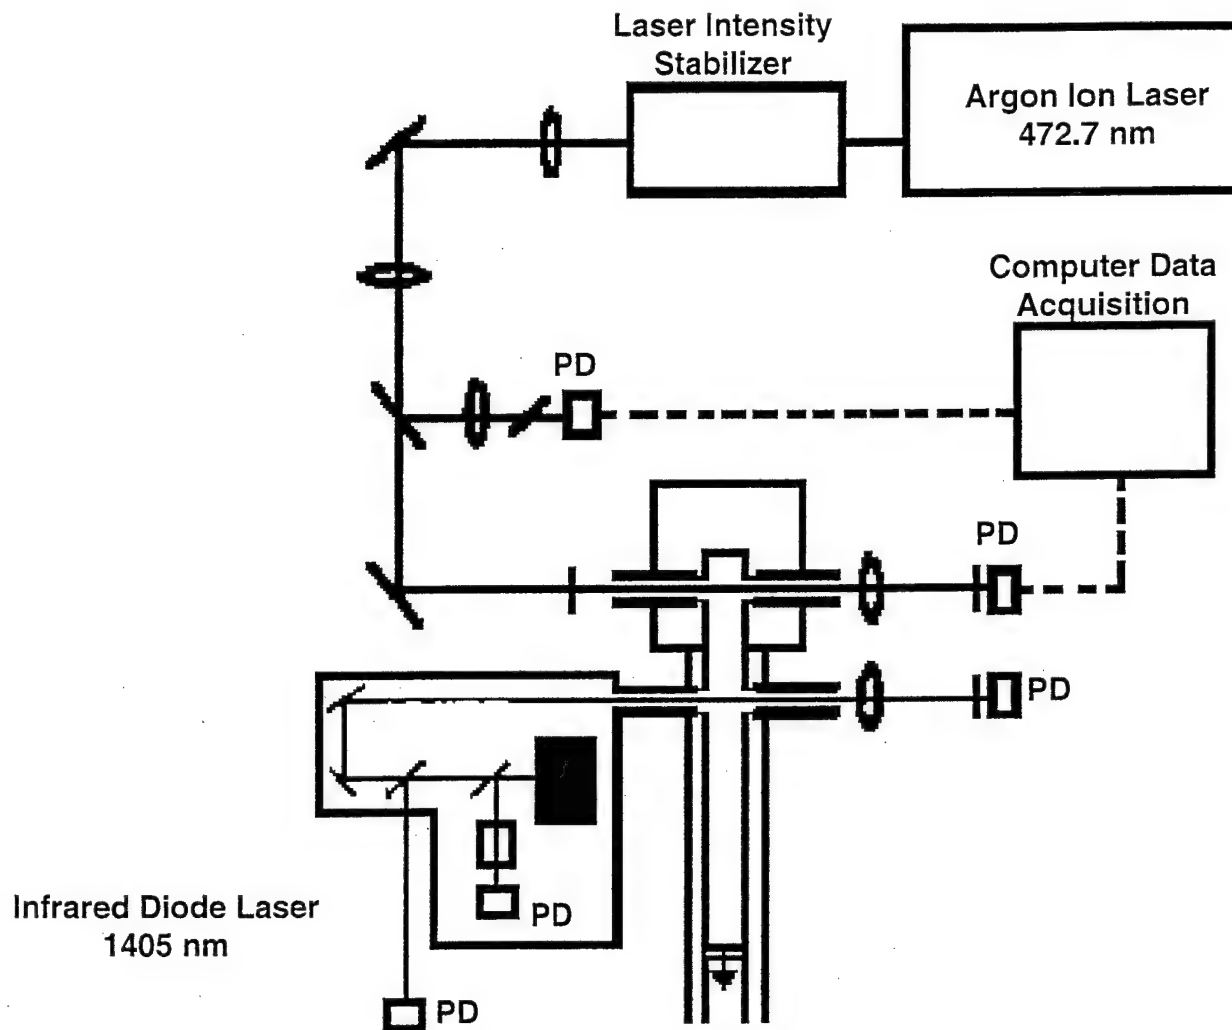 Laser Intensity
Stabilizer
Argon Ion Laser
472.7 nm
Computer Data
Acquisition
PD
PD
PD
PD
Infrared Diode Laser
1405 nm
PD